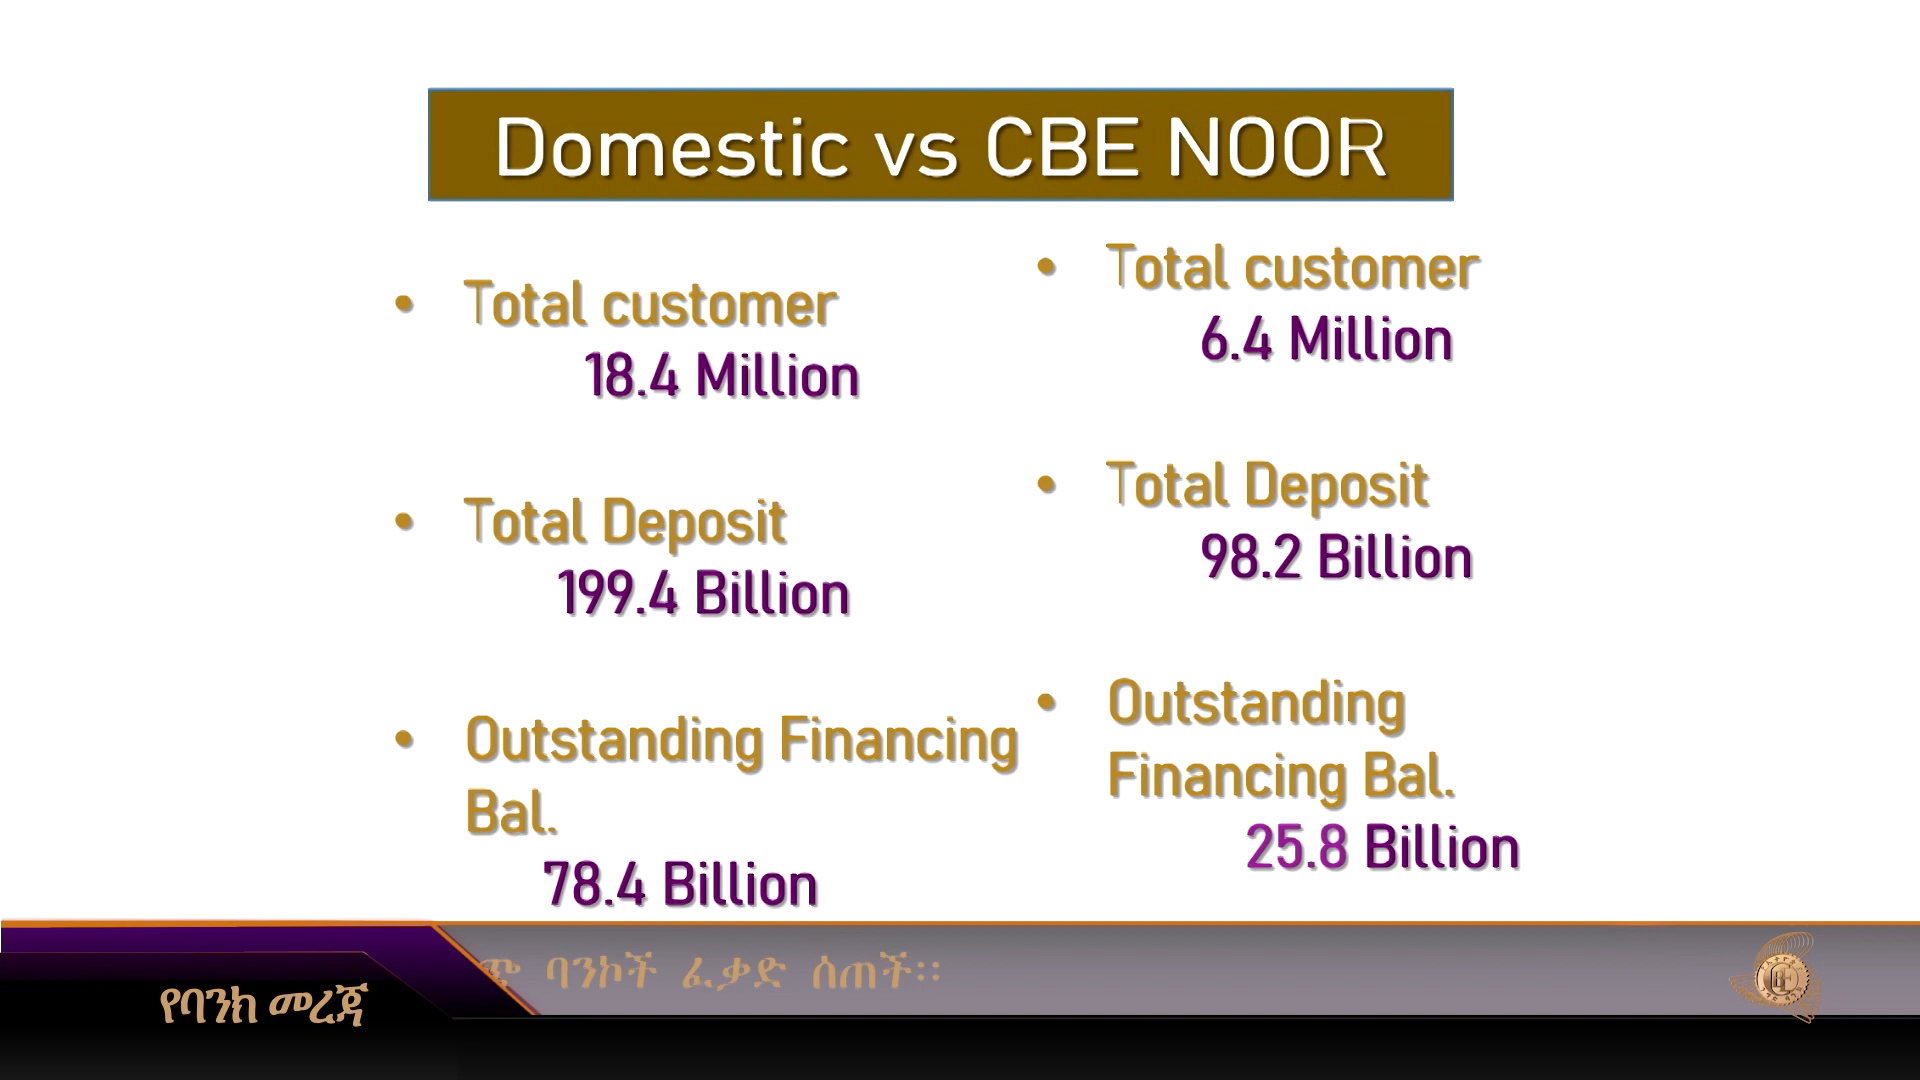 Domestic vs CBE NOOR
• Total customer
18.4 Million
• Total Deposit
199.4 Billion
• Outstanding Financing
Bal.
78.4 Billion
• Total customer
6.4 Million
• Total Deposit
98.2 Billion
• Outstanding
Financing Bal.
25.8 Billion
ባንኮች ፈቃድ ሰጠች፡፡
የባንክ መረጃ